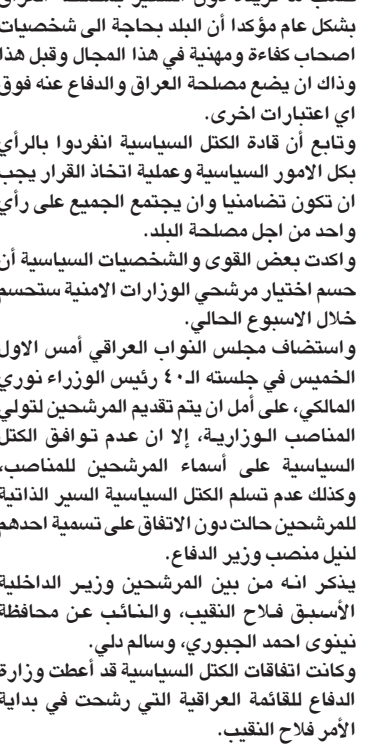 بشكل عام مؤكدا أن البلد بحاجة الى شخصيات
اصحاب كفاءة ومهنية في هذا المجال وقبل هذا
وذاك ان يضع مصلحة العراق والدفاع عنه فوق
اي اعتبارات اخرى.
وتابع أن قادة الكتل السياسية انفردوا بالرأي
بكل الامور السياسية وعملية اتخاذ القرار يجب
ان تكون تضامنيا وان يجتمع الجميع على رأي
واحد من اجل مصلحة البلد.
واكدت بعض القوى والشخصيات السياسية أن
حسم اختيار مرشحي الوزارات الامنية ستحسم
خلال الاسبوع الحالي.
واستضاف مجلس النواب العراقي أمس الاول
الخميس في جلسته الـ٤٠ رئيس الوزراء نوري
المالكي، على أمل ان يتم تقديم المرشحين لتولي
المناصب الوزارية، إلا ان عدم توافق الكتل
السياسية على أسماء المرشحين للمناصب،
وكذلك عدم تسلم الكتل السياسية السير الذاتية
للمرشحين حالت دون الاتفاق على تسمية احدهم
لنيل منصب وزير الدفاع.
يذكر انه من بين المرشحين وزير الداخلية
الأسبق فلاح النقيب، والنائب عن محافظة
نينوى احمد الجبوري، وسالم دلي.
وكانت اتفاقات الكتل السياسية قد أعطت وزارة
الدفاع للقائمة العراقية التي رشحت في بداية
الأمر فلاح النقيب.